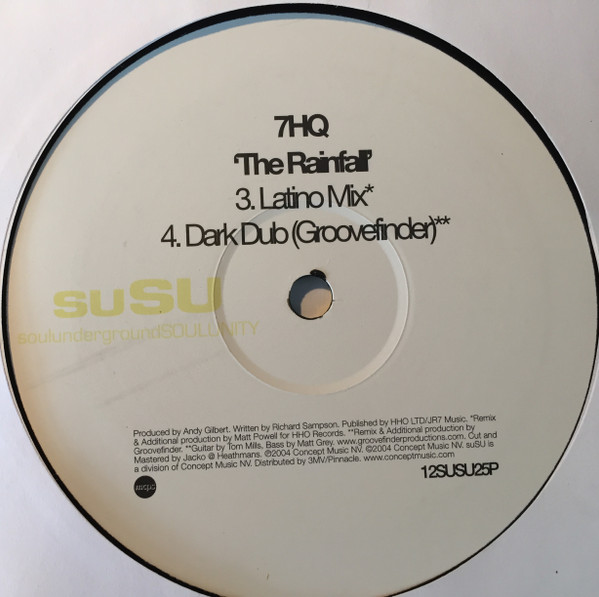 7HQ
'The Rainfall'
3. Latino Mix*
4. Dark Dub (Groovefinder)**
suSU
soulundergroundSOULUNITY
Produced by Andy Gilbert. Written by Richard Sampson. Published by HHO LTD/JR7 Music. *Remix
& Additional production by Matt Powell for HHO Records. **Remix & Additional production by
Groovefinder. **Guitar by Tom Mills. Bass by Matt Grey. www.groovefinderproductions.com. Cut and
Mastered by Jacko @ Heathmans. ℗2004 Concept Music NV. ©2004 Concept Music NV. suSU is
a division of Concept Music NV. Distributed by 3MV/Pinnacle. www.conceptmusic.com
mcps
12SUSU25P